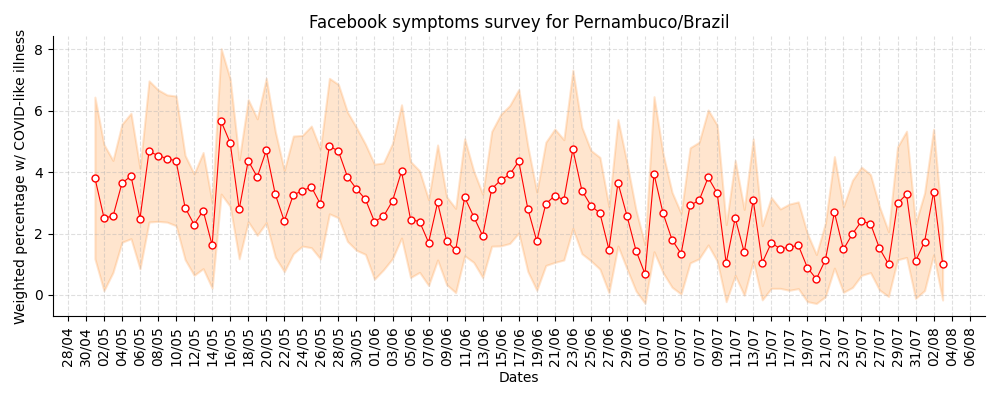 Facebook symptoms survey for Pernambuco/Brazil
Weighted percentage w/ COVID-like illness
8
6
4
2
0
28/04 30/04 02/05 04/05 06/05 08/05 10/05 12/05 14/05 16/05 18/05 20/05 22/05 24/05 26/05 28/05 30/05 01/06 03/06 05/06 07/06 09/06 11/06 13/06 15/06 17/06 19/06 21/06 23/06 25/06 27/06 29/06 01/07 03/07 05/07 07/07 09/07 11/07 13/07 15/07 17/07 19/07 21/07 23/07 25/07 27/07 29/07 31/07 02/08 04/08 06/08
Dates